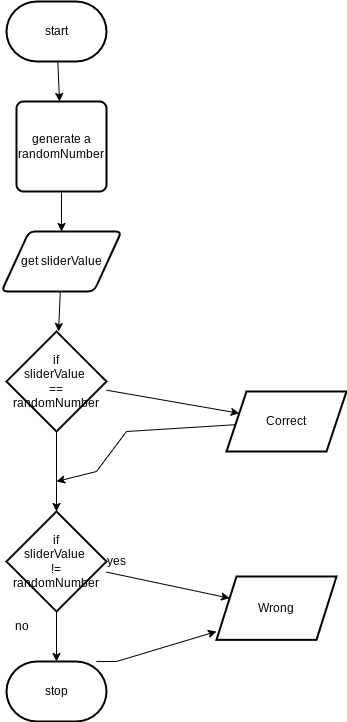 start
generate a
randomNumber
get sliderValue
if
sliderValue
==
randomNumber
Correct
if
sliderValue
!=
randomNumber
yes
Wrong
no
stop